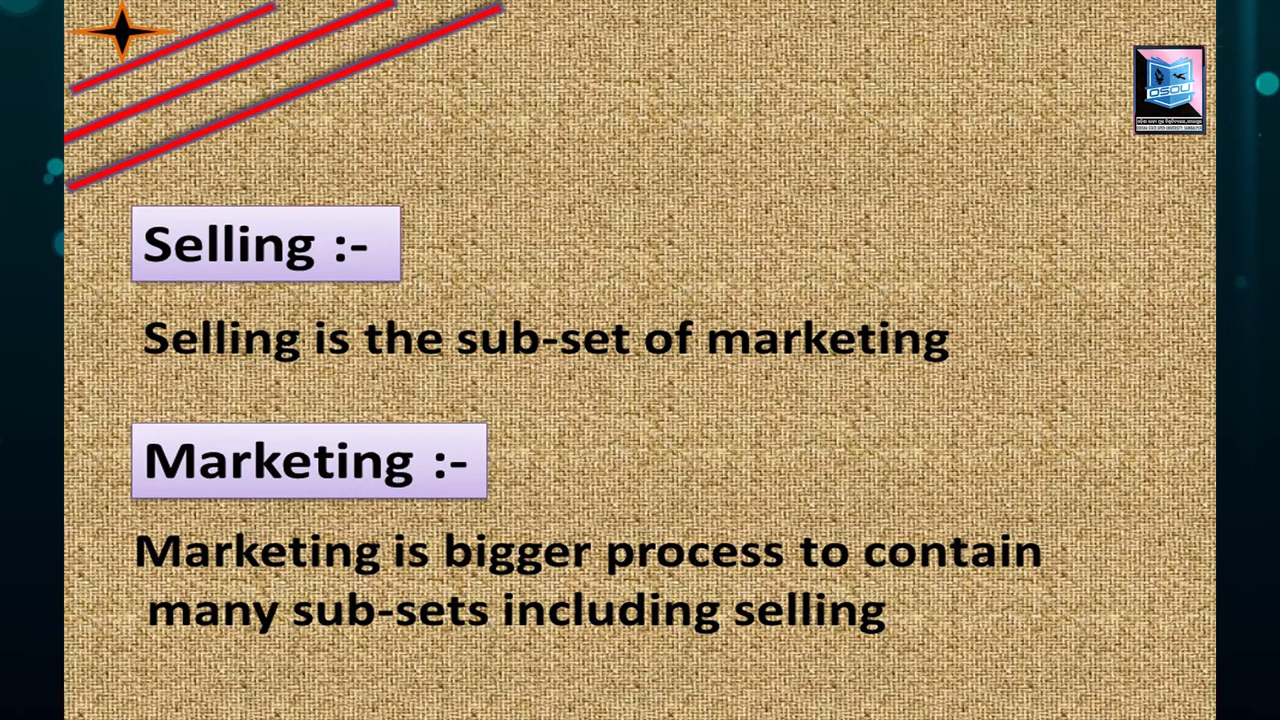 OSOU
Selling :-
Selling is the sub-set of marketing
Marketing :-
Marketing is bigger process to contain
many sub-sets including selling